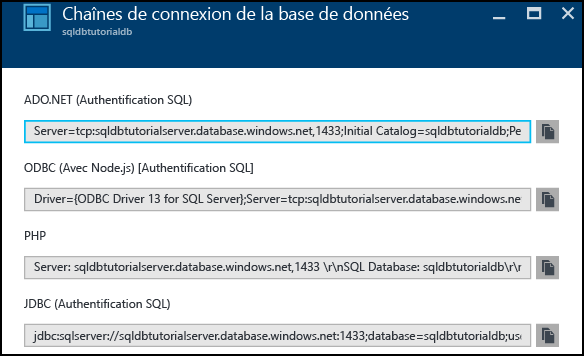 Chaînes de connexion de la base de données
sqldbtutorialdb
ADO.NET (Authentification SQL)
Server=tcp:sqldbtutorialserver.database.windows.net,1433;Initial Catalog=sqldbtutorialdb;Pe
ODBC (Avec Node.js) [Authentification SQL]
Driver={ODBC Driver 13 for SQL Server};Server=tcp:sqldbtutorialserver.database.windows.ne
PHP
Server: sqldbtutorialserver.database.windows.net,1433 \r\nSQL Database: sqldbtutorialdb\r\n
JDBC (Authentification SQL)
jdbc:sqlserver://sqldbtutorialserver.database.windows.net:1433;database=sqldbtutorialdb;use